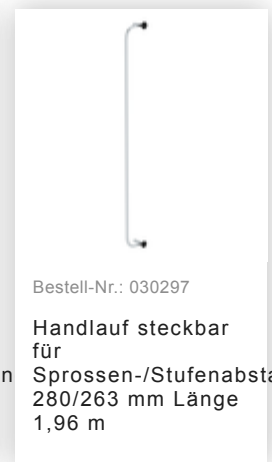 Bestell-Nr.: 030297
Handlauf steckbar
für
n Sprossen-/Stufenabsta
280/263 mm Länge
1,96 m